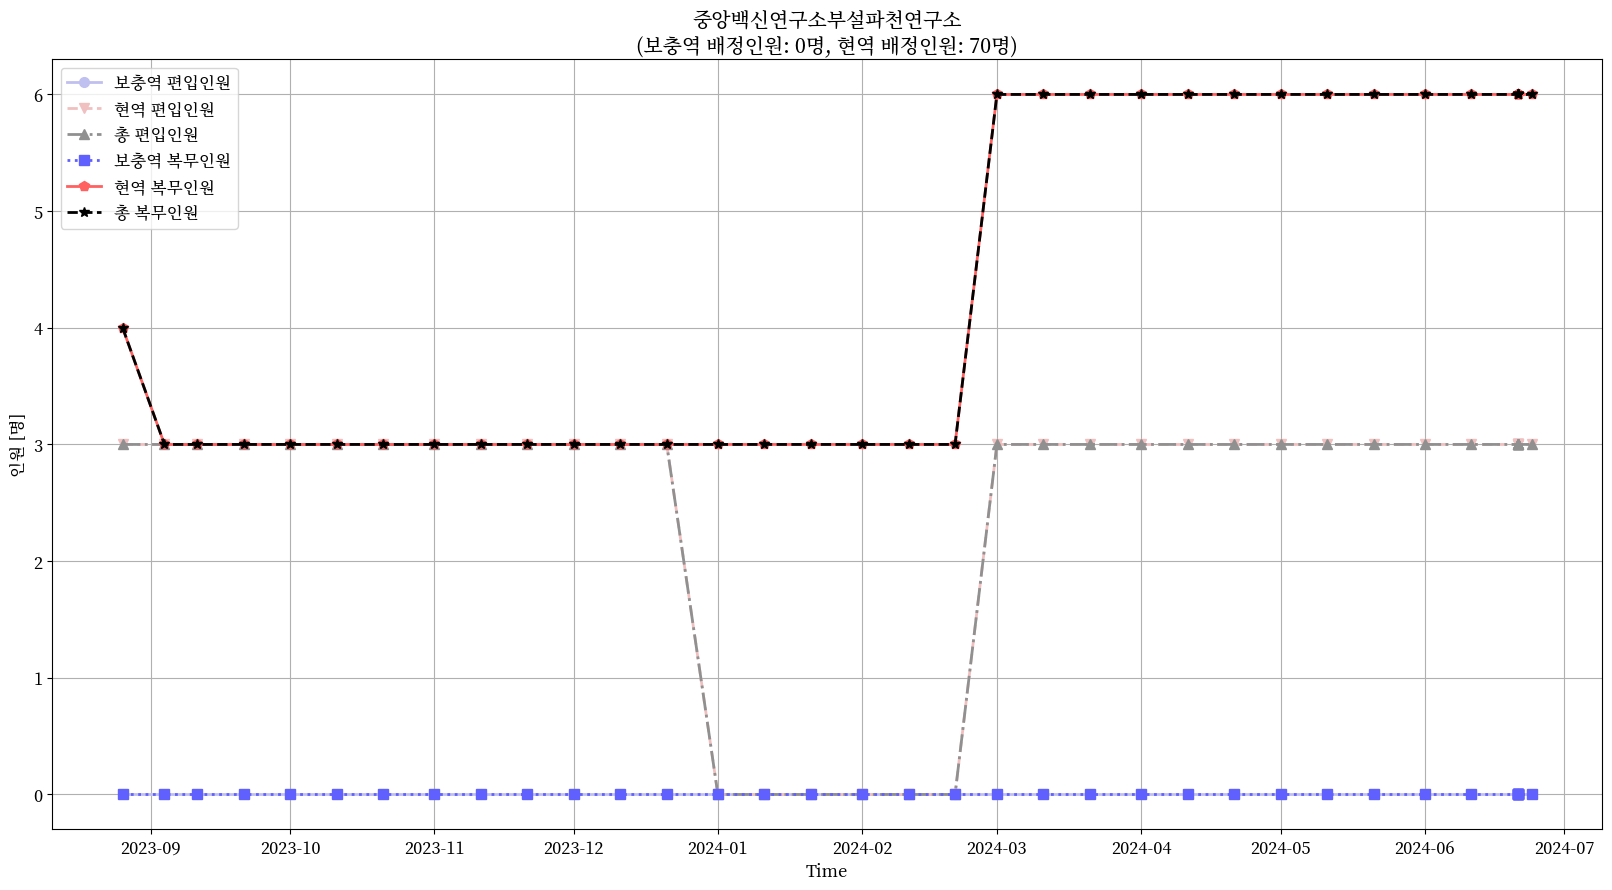 중앙백신연구소부설파천연구소
(보충역 배정인원: 0명, 현역 배정인원: 70명)
보충역 편입인원
현역 편입인원
총 편입인원
보충역 복무인원
현역 복무인원
총 복무인원
인원 [명]
6
5
4
3
2
1
0
2023-09
2023-10
2023-11
2023-12
2024-01
2024-02
2024-03
2024-04
2024-05
2024-06
2024-07
Time